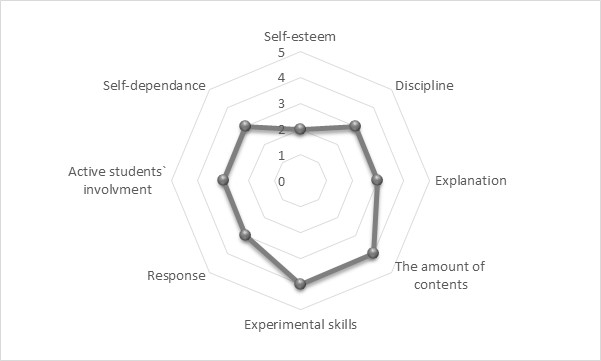 Self-esteem
5
Self-dependance
Discipline
4
3
2
Active students`
involvment
1
0
Explanation
Response
The amount of
contents
Experimental skills